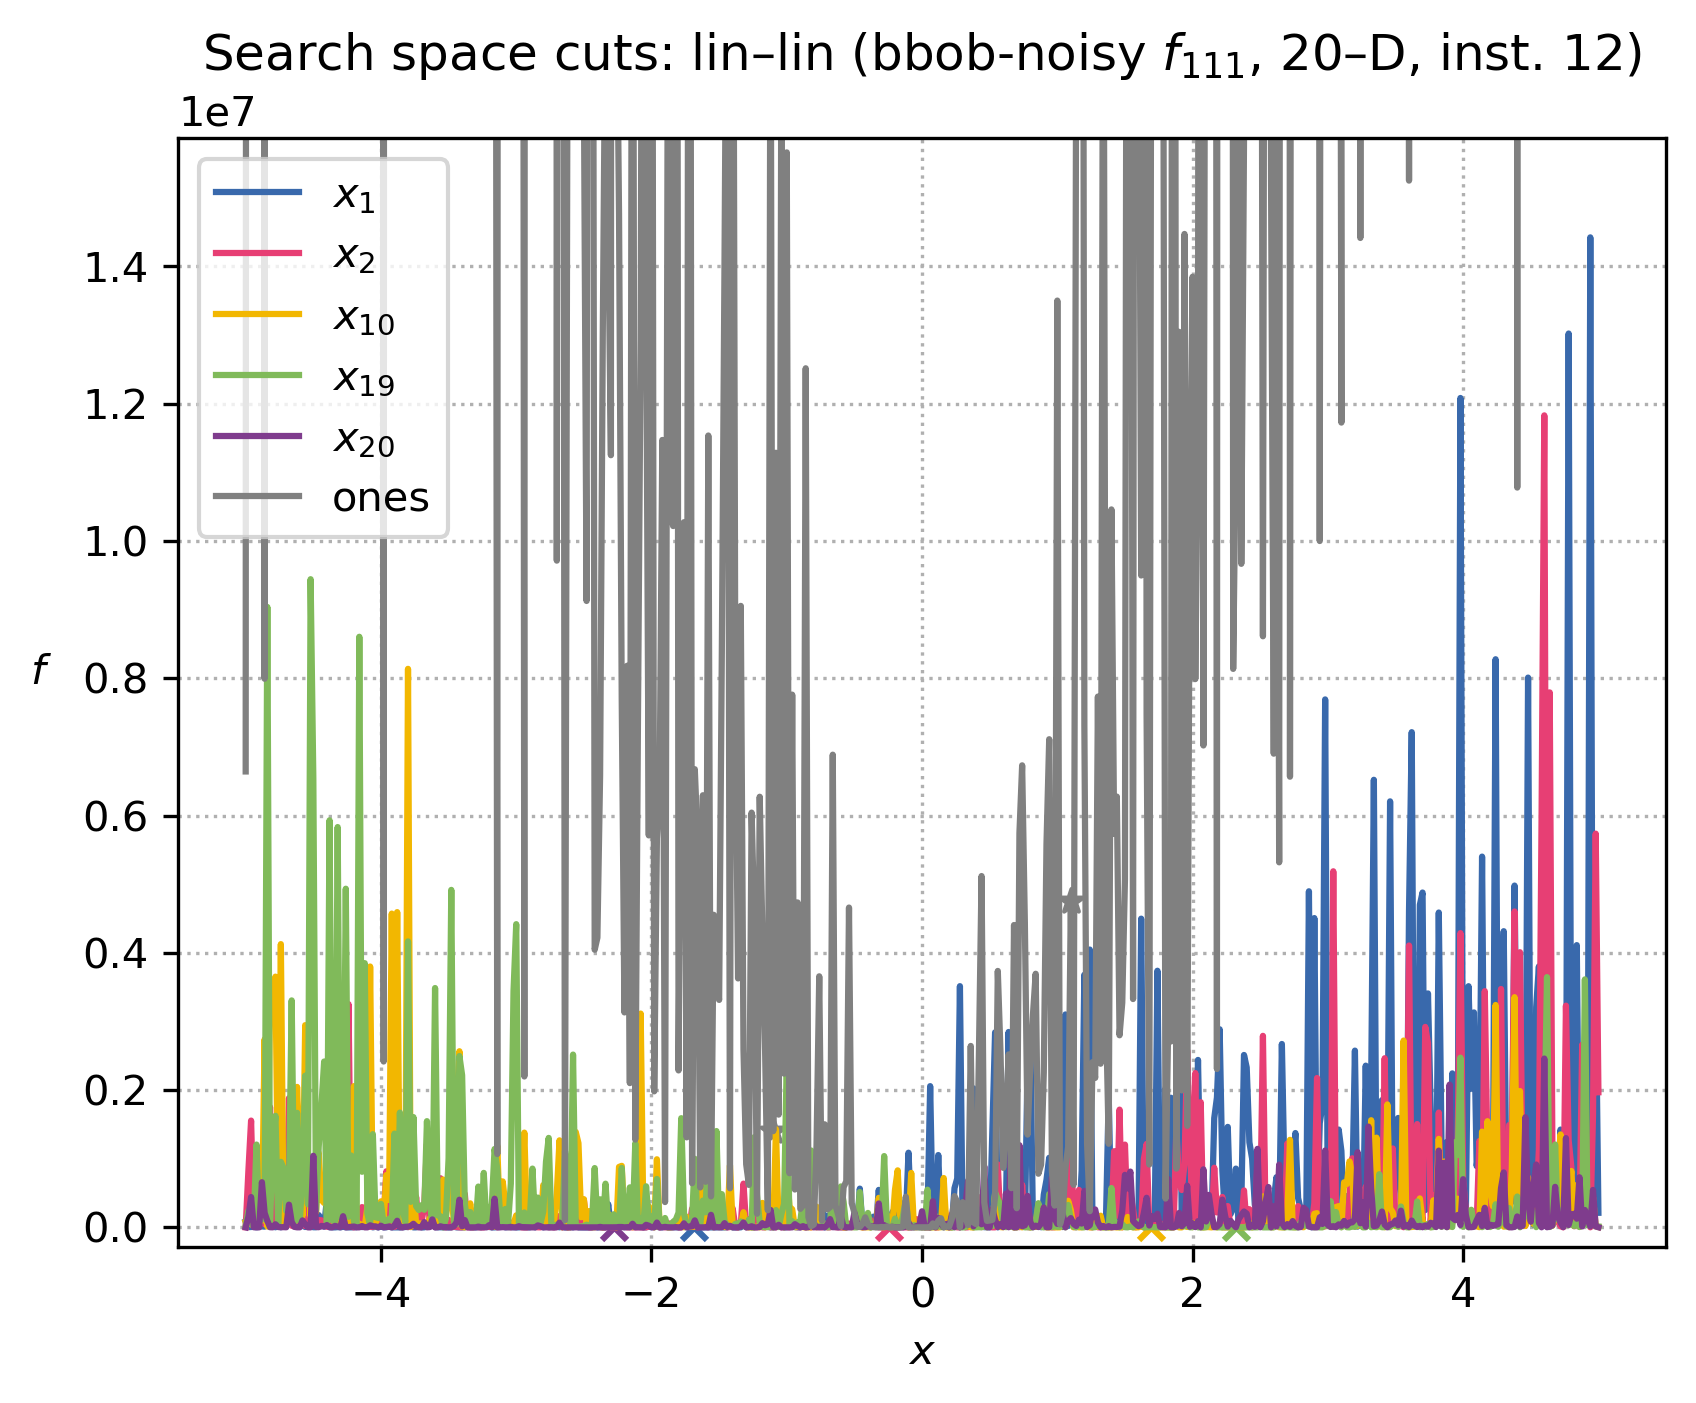 Search space cuts: lin–lin (bbob-noisy f₁₁₁, 20–D, inst. 12)
1e7
x₁
x₂
x₁₀
x₁₉
x₂₀
ones
1.4
1.2
1.0
0.8
0.6
0.4
0.2
0.0
f
−4 −2 0 2 4
x